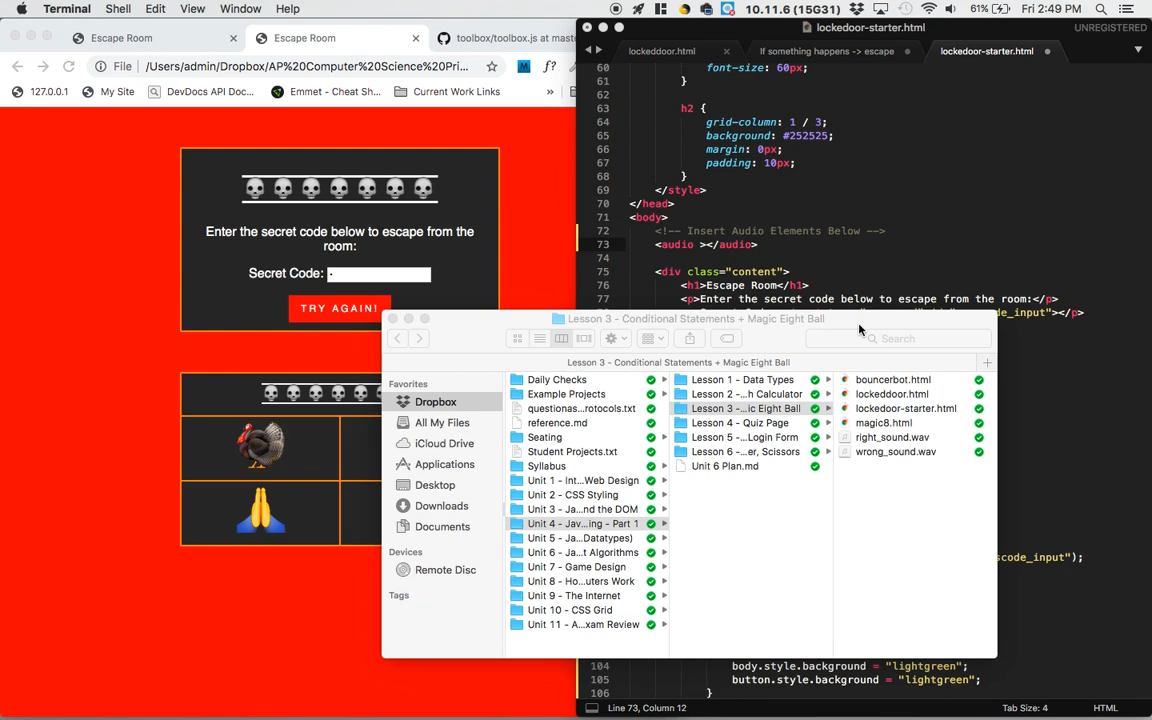 Terminal Shell Edit View Window Help 10.11.6 (15G31) 61% Fri 2:49 PM
Escape Room
Escape Room
toolbox/toolbox.js at maste
File /Users/admin/Dropbox/AP%20Computer%20Science%20Pri...
127.0.0.1 My Site DevDocs API Doc... Emmet - Cheat Sh... Current Work Links »
Enter the secret code below to escape from the
room:
Secret Code:
TRY AGAIN!
lockedoor-starter.html UNREGISTERED
lockeddoor.html If something happens -> escape lockedoor-starter.html
60 font-size: 60px;
61 }
62
63 h2 {
64 grid-column: 1 / 3;
65 background: #252525;
66 margin: 0px;
67 padding: 10px;
68 }
69 </style>
70 </head>
71 <body>
72 <!-- Insert Audio Elements Below -->
73 <audio ></audio>
74
75 <div class="content">
76 <h1>Escape Room</h1>
77 <p>Enter the secret code below to escape from the room:</p>
code_input"></p>
Lesson 3 - Conditional Statements + Magic Eight Ball
Search
Lesson 3 - Conditional Statements + Magic Eight Ball
Favorites
Dropbox
All My Files
iCloud Drive
Applications
Desktop
Downloads
Documents
Devices
Remote Disc
Tags
Daily Checks
Example Projects
questionas...rotocols.txt
reference.md
Seating
Student Projects.txt
Syllabus
Unit 1 - Int...Web Design
Unit 2 - CSS Styling
Unit 3 - Ja...nd the DOM
Unit 4 - Jav...ing - Part 1
Unit 5 - Ja...Datatypes)
Unit 6 - Ja...t Algorithms
Unit 7 - Game Design
Unit 8 - Ho...uters Work
Unit 9 - The Internet
Unit 10 - CSS Grid
Unit 11 - A...xam Review
Lesson 1 - Data Types
Lesson 2 -...h Calculator
Lesson 3 -...ic Eight Ball
Lesson 4 - Quiz Page
Lesson 5 -...Login Form
Lesson 6 -...er, Scissors
Unit 6 Plan.md
bouncerbot.html
lockeddoor.html
lockedoor-starter.html
magic8.html
right_sound.wav
wrong_sound.wav
scode_input");
104 body.style.background = "lightgreen";
105 button.style.background = "lightgreen";
106 }
Line 73, Column 12 Tab Size: 4 HTML